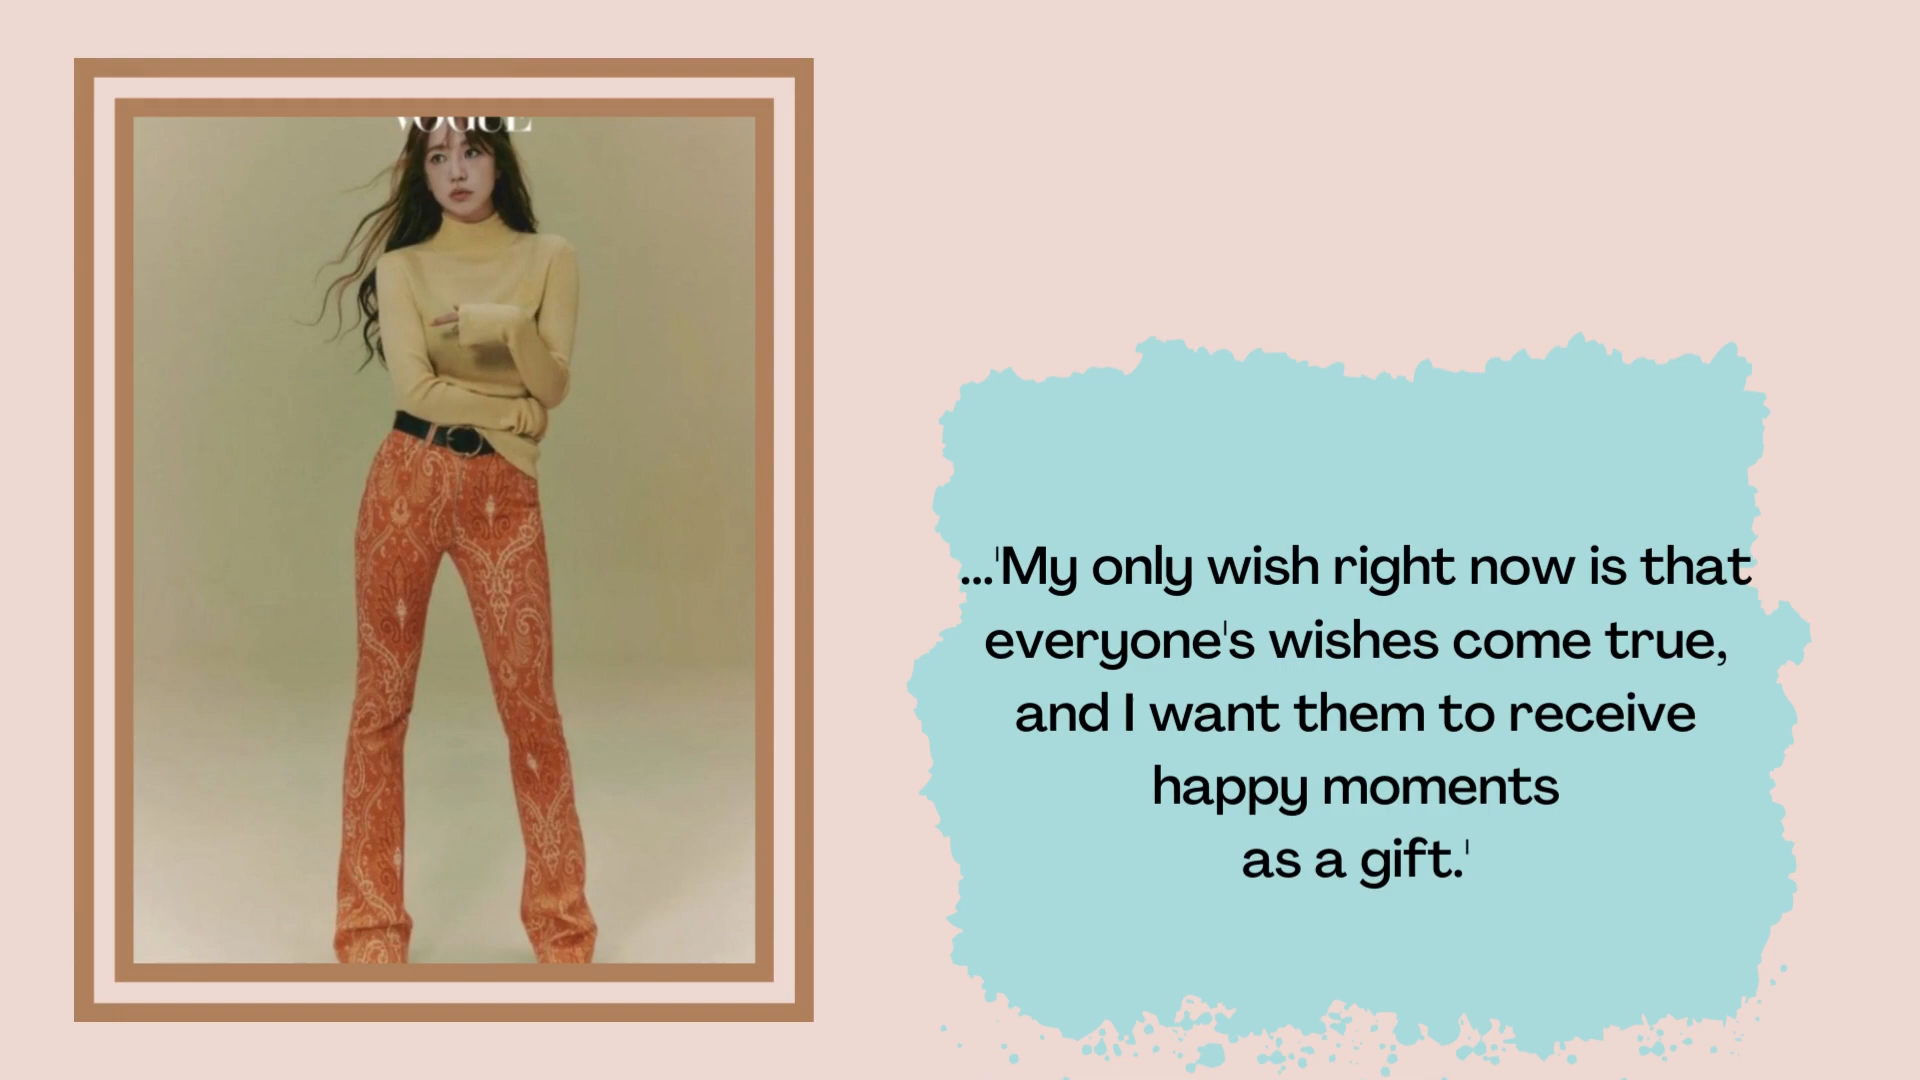 VOGUE
...'My only wish right now is that
everyone's wishes come true,
and I want them to receive
happy moments
as a gift.'